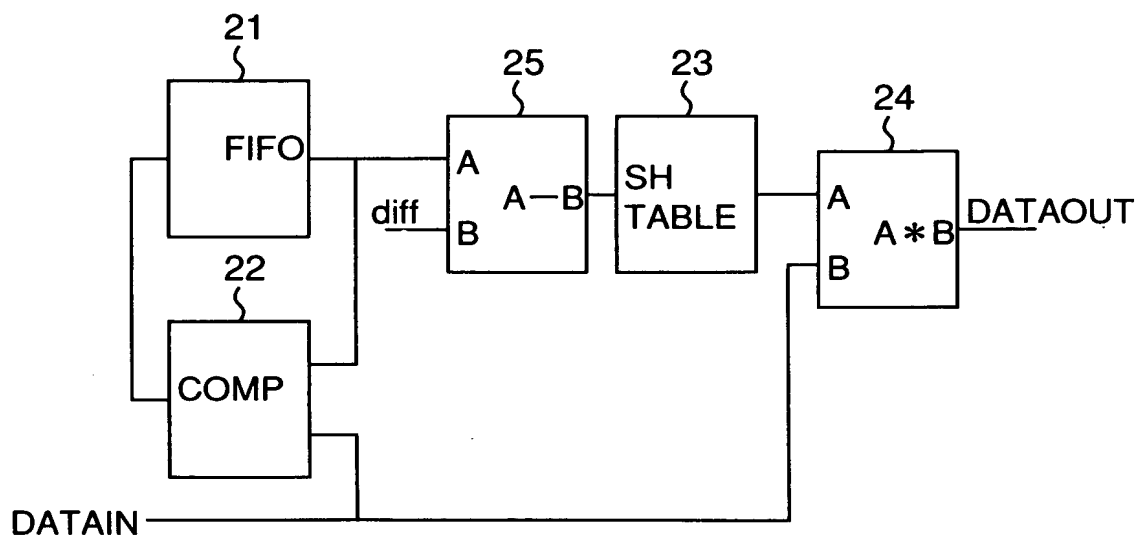 21
FIFO
25
A
diff
B
A—B
23
SH
TABLE
24
A
A*B
B
DATAOUT
22
COMP
DATAIN